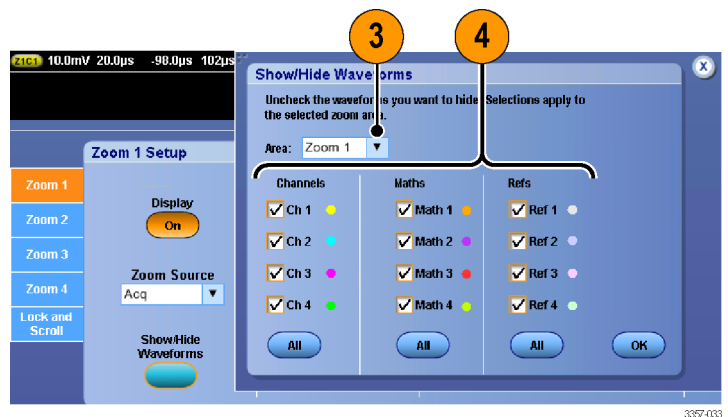 3 4
Z1C1 10.0mV 20.0µs -98.0µs 102µs
Show/Hide Waveforms
X
Uncheck the waveforms you want to hide. Selections apply to
the selected zoom area.
Area: Zoom 1
Zoom 1 Setup
Channels Maths Refs
Zoom 1
Zoom 2
Zoom 3
Zoom 4
Lock and
Scroll
Display
On
Zoom Source
Acq
Show/Hide
Waveforms
Ch 1 Math 1 Ref 1
Ch 2 Math 2 Ref 2
Ch 3 Math 3 Ref 3
Ch 4 Math 4 Ref 4
All All All OK
3357-033